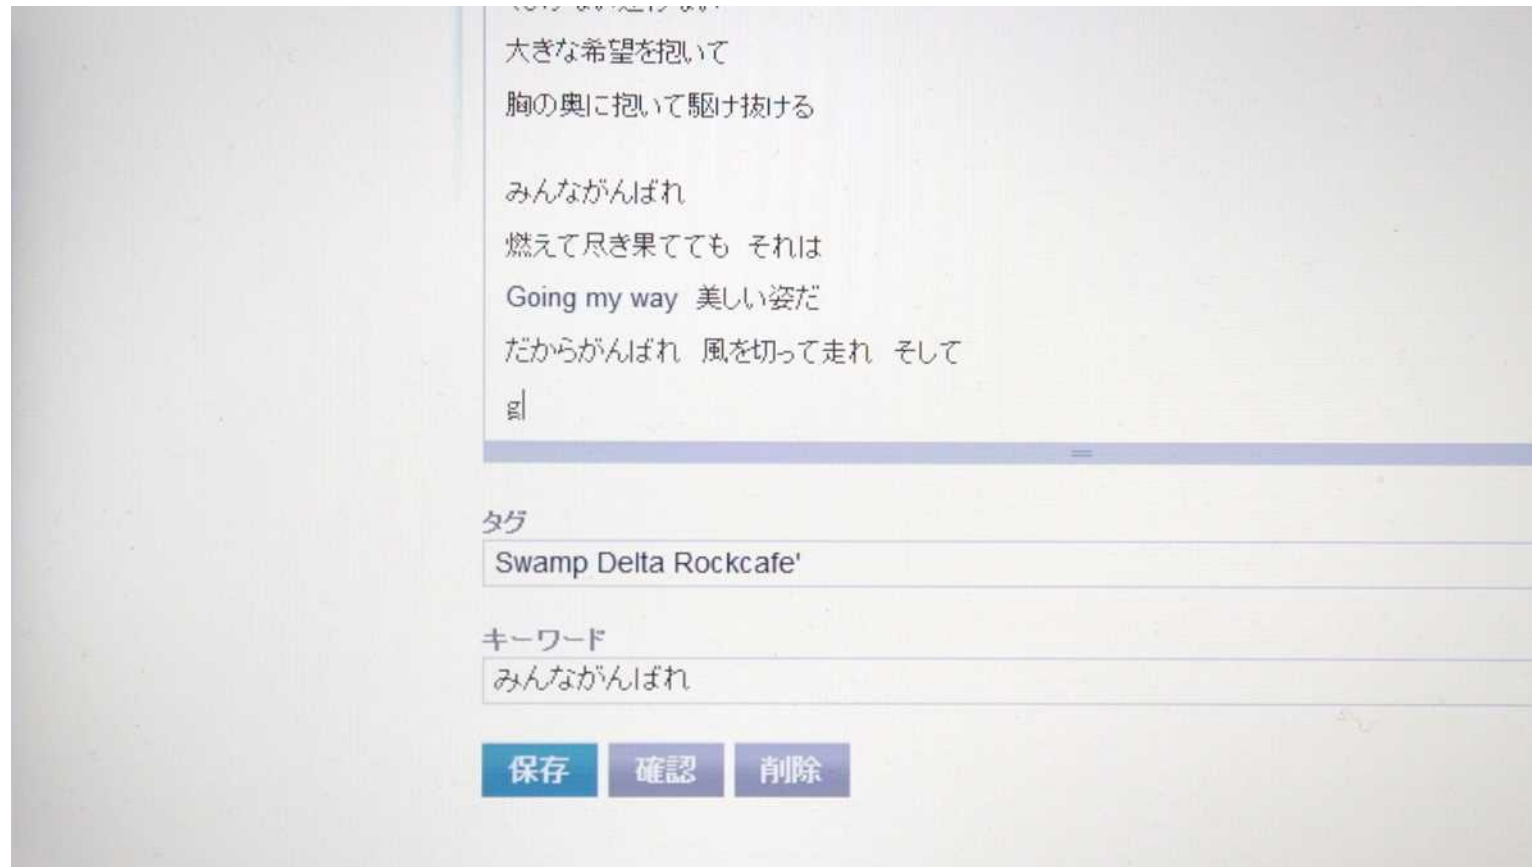 大きな希望を抱いて
胸の奥に抱いて駆け抜ける
みんながんばれ
燃えて尽き果てても それは
Going my way 美しい姿だ
だからがんばれ 風を切って走れ そして
g
タグ
Swamp Delta Rockcafe'
キーワード
みんながんばれ
保存 確認 削除